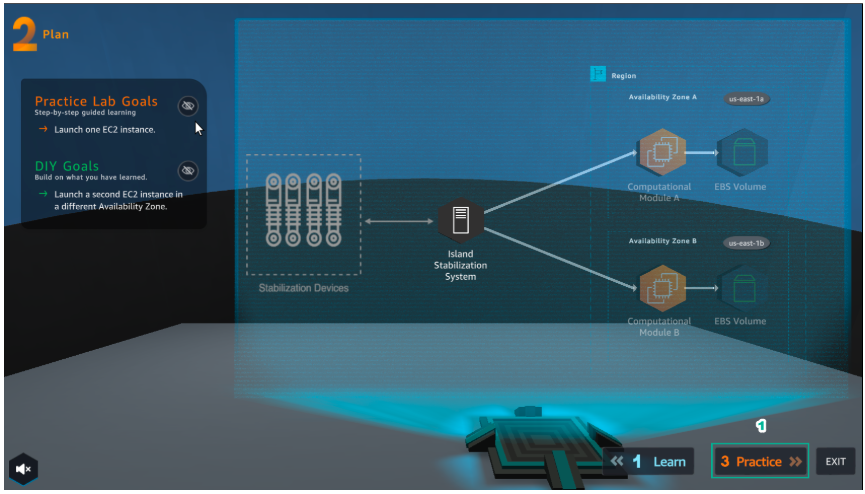 2 Plan
Practice Lab Goals
Step-by-step guided learning
→ Launch one EC2 instance.
DIY Goals
Build on what you have learned.
→ Launch a second EC2 instance in
a different Availability Zone.
Region
Availability Zone A
us-east-1a
Computational
Module A
EBS Volume
Stabilization Devices
Island
Stabilization
System
Availability Zone B
us-east-1b
Computational
Module B
EBS Volume
1
1 Learn
3 Practice
EXIT